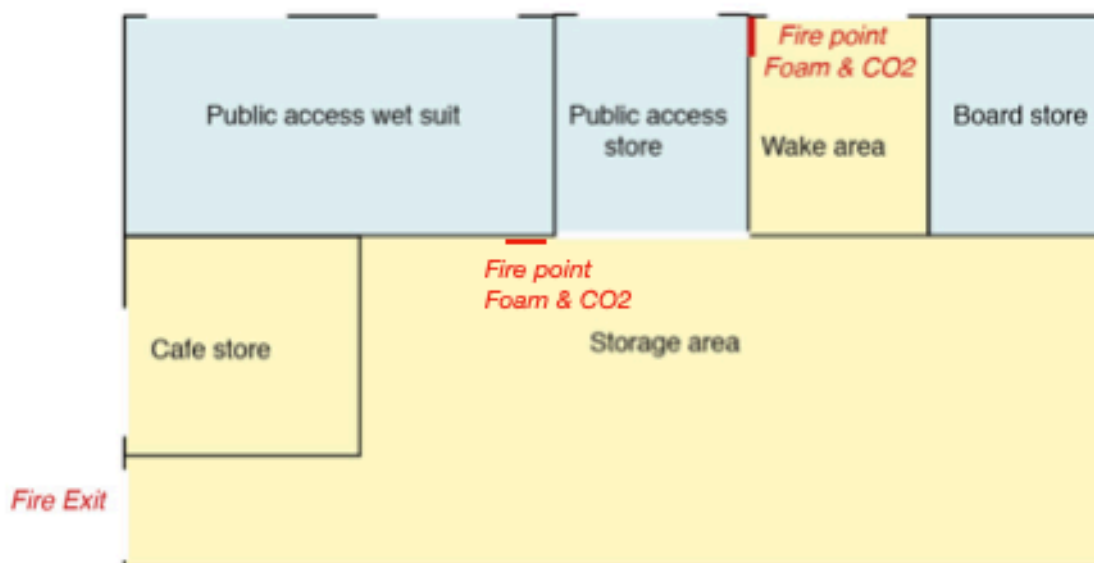 Fire point
Foam & CO2
Public access wet suit
Public access
store
Wake area
Board store
Fire point
Foam & CO2
Cafe store
Storage area
Fire Exit